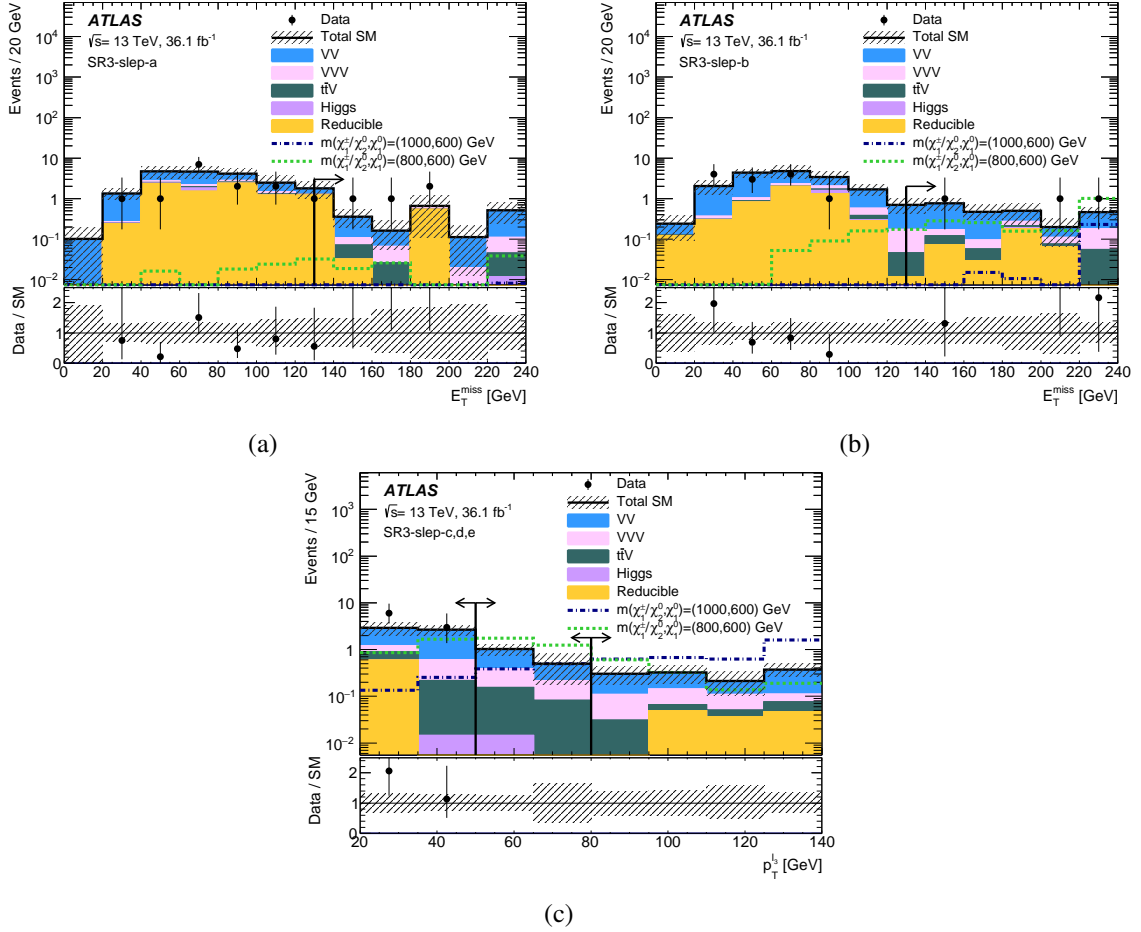 Events / 20 GeV
10⁴
10³
10²
10
1
10⁻¹
10⁻²
ATLAS
√s= 13 TeV, 36.1 fb⁻¹
SR3-slep-a
Data
Total SM
VV
VVV
tt̄V
Higgs
Reducible
m(χ̃₁±/χ̃₂⁰,χ̃₁⁰)=(1000,600) GeV
m(χ̃₁±/χ̃₂⁰,χ̃₁⁰)=(800,600) GeV
Data / SM
2
1
0
0 20 40 60 80 100 120 140 160 180 200 220 240
E_T^miss [GeV]
(a)
Events / 20 GeV
10⁴
10³
10²
10
1
10⁻¹
10⁻²
ATLAS
√s= 13 TeV, 36.1 fb⁻¹
SR3-slep-b
Data
Total SM
VV
VVV
tt̄V
Higgs
Reducible
m(χ̃₁±/χ̃₂⁰,χ̃₁⁰)=(1000,600) GeV
m(χ̃₁±/χ̃₂⁰,χ̃₁⁰)=(800,600) GeV
Data / SM
2
1
0
0 20 40 60 80 100 120 140 160 180 200 220 240
E_T^miss [GeV]
(b)
Events / 15 GeV
10³
10²
10
1
10⁻¹
10⁻²
ATLAS
√s= 13 TeV, 36.1 fb⁻¹
SR3-slep-c,d,e
Data
Total SM
VV
VVV
tt̄V
Higgs
Reducible
m(χ̃₁±/χ̃₂⁰,χ̃₁⁰)=(1000,600) GeV
m(χ̃₁±/χ̃₂⁰,χ̃₁⁰)=(800,600) GeV
Data / SM
2
1
0
20 40 60 80 100 120 140
p_T^l₃ [GeV]
(c)